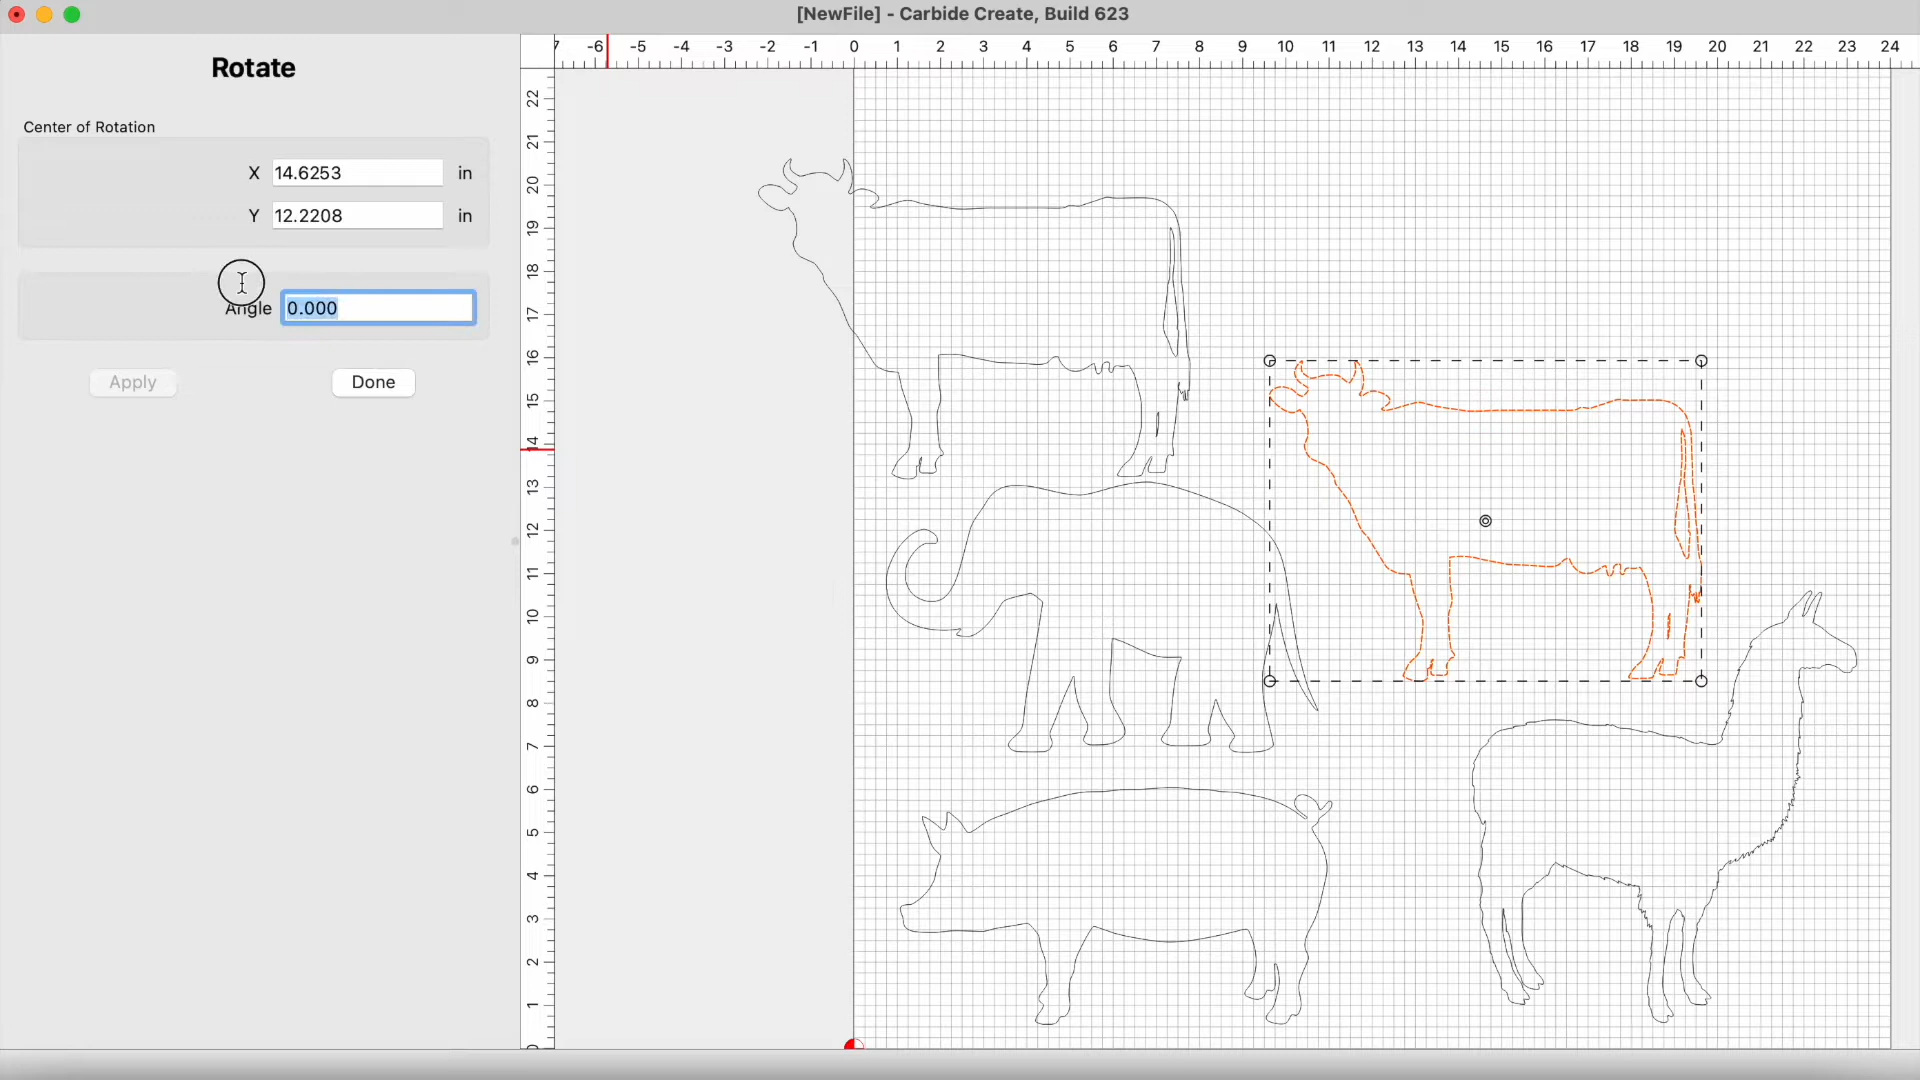 [NewFile] - Carbide Create, Build 623
Rotate
Center of Rotation
X 14.6253 in
Y 12.2208 in
Angle 0.000
Apply Done
7 -6 -5 -4 -3 -2 -1 0 1 2 3 4 5 6 7 8 9 10 11 12 13 14 15 16 17 18 19 20 21 22 23 24
22
21
20
19
18
17
16
15
14
13
12
11
10
9
8
7
6
5
4
3
2
1
0